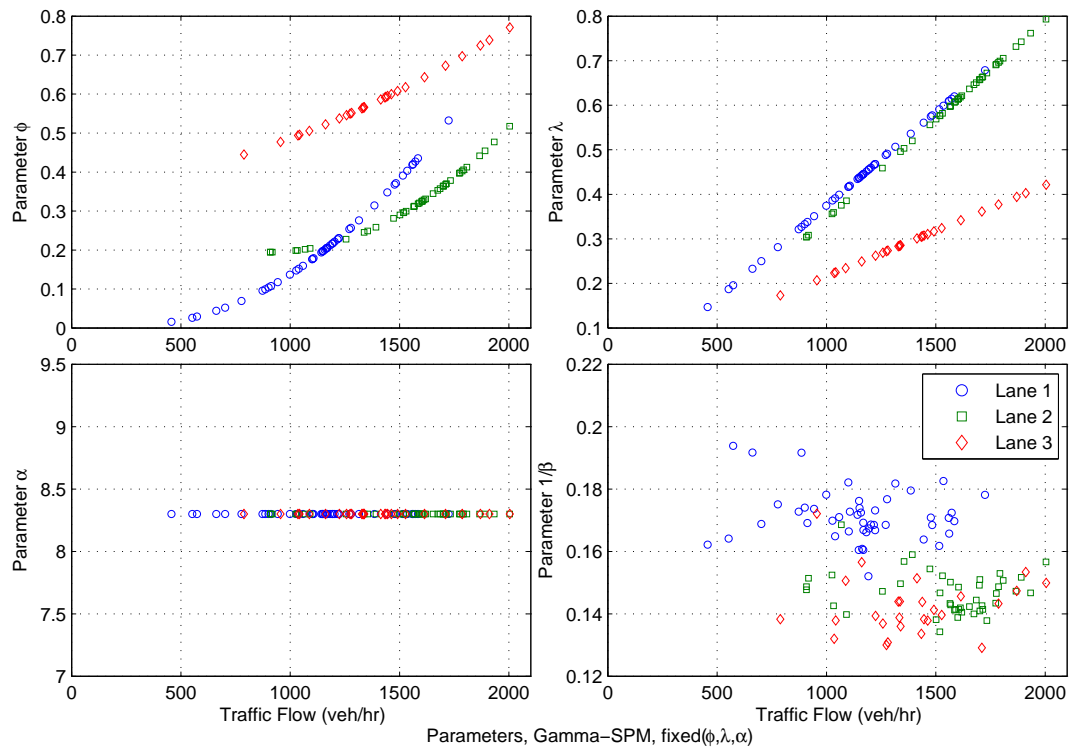 0.8
0.7
0.6
0.5
0.4
0.3
0.2
0.1
0
Parameter ϕ
0 500 1000 1500 2000
0.8
0.7
0.6
0.5
0.4
0.3
0.2
0.1
Parameter λ
0 500 1000 1500 2000
9.5
9
8.5
8
7.5
7
Parameter α
0 500 1000 1500 2000
Traffic Flow (veh/hr)
0.22
0.2
0.18
0.16
0.14
0.12
Parameter 1/β
Lane 1
Lane 2
Lane 3
0 500 1000 1500 2000
Traffic Flow (veh/hr)
Parameters, Gamma−SPM, fixed(ϕ,λ,α)